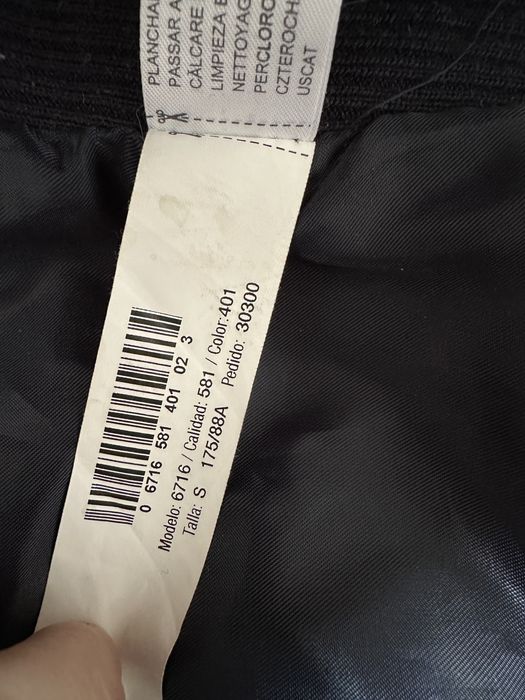 PLANCHA
PASSAR A
CALCARE
LIMPIEZA E
NETTOYAG
PERCLORO
CZTEROCH
USCAT
0 6716 581 401 02 3
Modelo: 6716 / Calidad: 581 / Color:401
Talla: S 175/88A Pedido: 30300